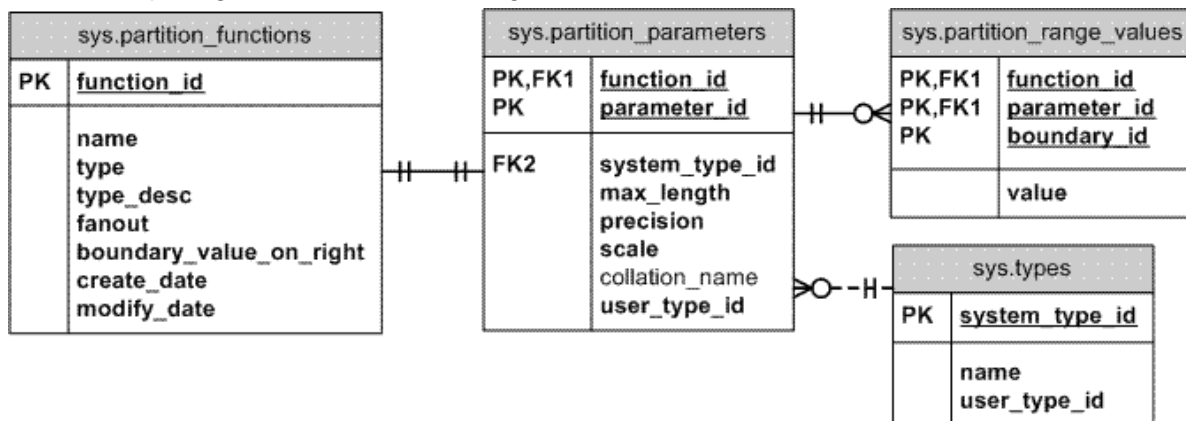 sys.partition_functions
PK function_id
name
type
type_desc
fanout
boundary_value_on_right
create_date
modify_date
sys.partition_parameters
PK,FK1 function_id
PK parameter_id
FK2 system_type_id
max_length
precision
scale
collation_name
user_type_id
sys.partition_range_values
PK,FK1 function_id
PK,FK1 parameter_id
PK boundary_id
value
sys.types
PK system_type_id
name
user_type_id